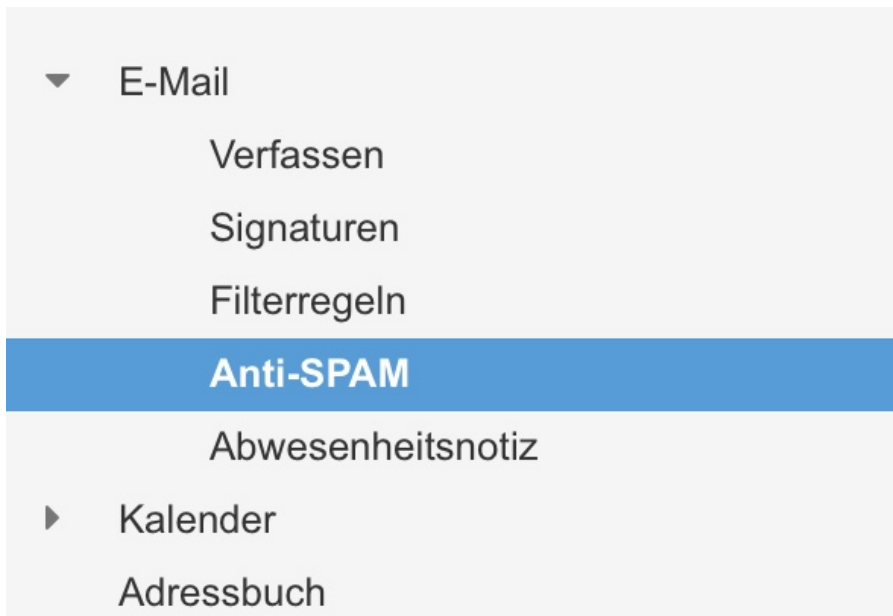 E-Mail
Verfassen
Signaturen
Filterregeln
Anti-SPAM
Abwesenheitsnotiz
Kalender
Adressbuch